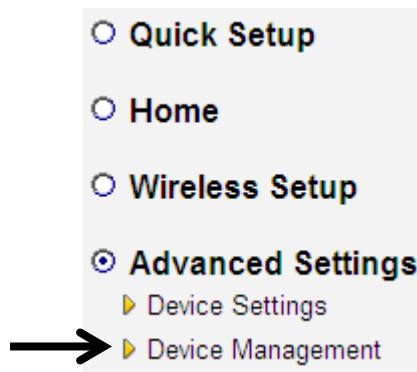 Quick Setup
Home
Wireless Setup
Advanced Settings
Device Settings
Device Management